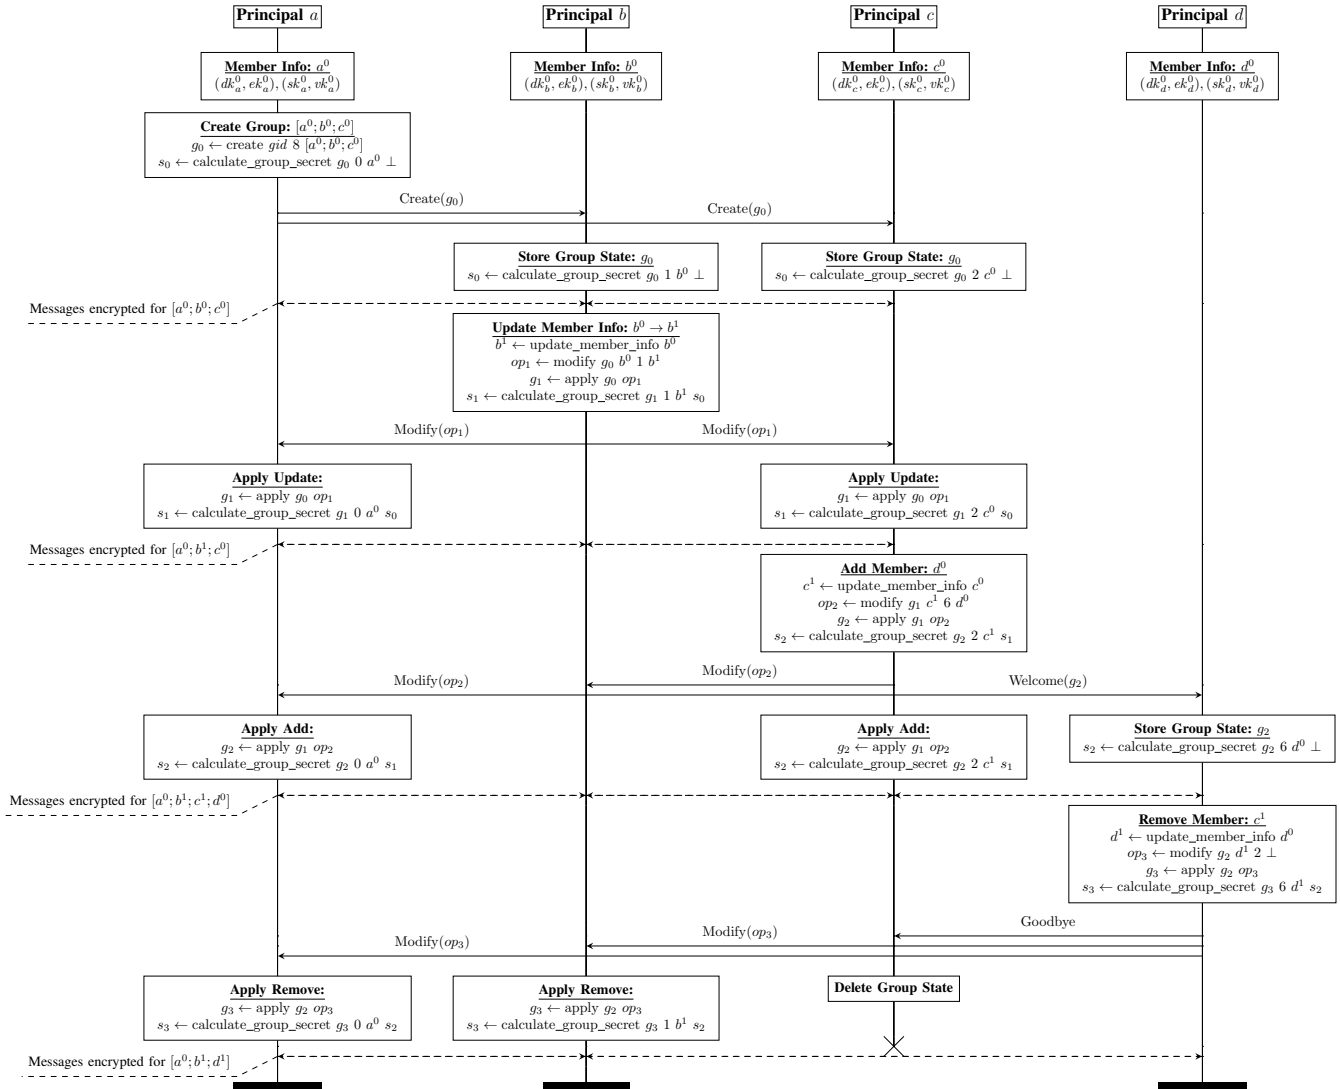 Principal a
Principal b
Principal c
Principal d
Member Info: a⁰
(dk⁰ₐ, ek⁰ₐ), (sk⁰ₐ, vk⁰ₐ)
Member Info: b⁰
(dk⁰_b, ek⁰_b), (sk⁰_b, vk⁰_b)
Member Info: c⁰
(dk⁰_c, ek⁰_c), (sk⁰_c, vk⁰_c)
Member Info: d⁰
(dk⁰_d, ek⁰_d), (sk⁰_d, vk⁰_d)
Create Group: [a⁰; b⁰; c⁰]
g₀ ← create gid 8 [a⁰; b⁰; c⁰]
s₀ ← calculate_group_secret g₀ 0 a⁰ ⊥
Create(g₀)
Create(g₀)
Store Group State: g₀
s₀ ← calculate_group_secret g₀ 1 b⁰ ⊥
Store Group State: g₀
s₀ ← calculate_group_secret g₀ 2 c⁰ ⊥
Messages encrypted for [a⁰; b⁰; c⁰]
Update Member Info: b⁰ → b¹
b¹ ← update_member_info b⁰
op₁ ← modify g₀ b⁰ 1 b¹
g₁ ← apply g₀ op₁
s₁ ← calculate_group_secret g₁ 1 b¹ s₀
Modify(op₁)
Modify(op₁)
Apply Update:
g₁ ← apply g₀ op₁
s₁ ← calculate_group_secret g₁ 0 a⁰ s₀
Apply Update:
g₁ ← apply g₀ op₁
s₁ ← calculate_group_secret g₁ 2 c⁰ s₀
Messages encrypted for [a⁰; b¹; c⁰]
Add Member: d⁰
c¹ ← update_member_info c⁰
op₂ ← modify g₁ c¹ 6 d⁰
g₂ ← apply g₁ op₂
s₂ ← calculate_group_secret g₂ 2 c¹ s₁
Modify(op₂)
Modify(op₂)
Welcome(g₂)
Apply Add:
g₂ ← apply g₁ op₂
s₂ ← calculate_group_secret g₂ 0 a⁰ s₁
Apply Add:
g₂ ← apply g₁ op₂
s₂ ← calculate_group_secret g₂ 2 c¹ s₁
Store Group State: g₂
s₂ ← calculate_group_secret g₂ 6 d⁰ ⊥
Messages encrypted for [a⁰; b¹; c¹; d⁰]
Remove Member: c¹
d¹ ← update_member_info d⁰
op₃ ← modify g₂ d¹ 2 ⊥
g₃ ← apply g₂ op₃
s₃ ← calculate_group_secret g₃ 6 d¹ s₂
Goodbye
Modify(op₃)
Modify(op₃)
Apply Remove:
g₃ ← apply g₂ op₃
s₃ ← calculate_group_secret g₃ 0 a⁰ s₂
Apply Remove:
g₃ ← apply g₂ op₃
s₃ ← calculate_group_secret g₃ 1 b¹ s₂
Delete Group State
Messages encrypted for [a⁰; b¹; d¹]